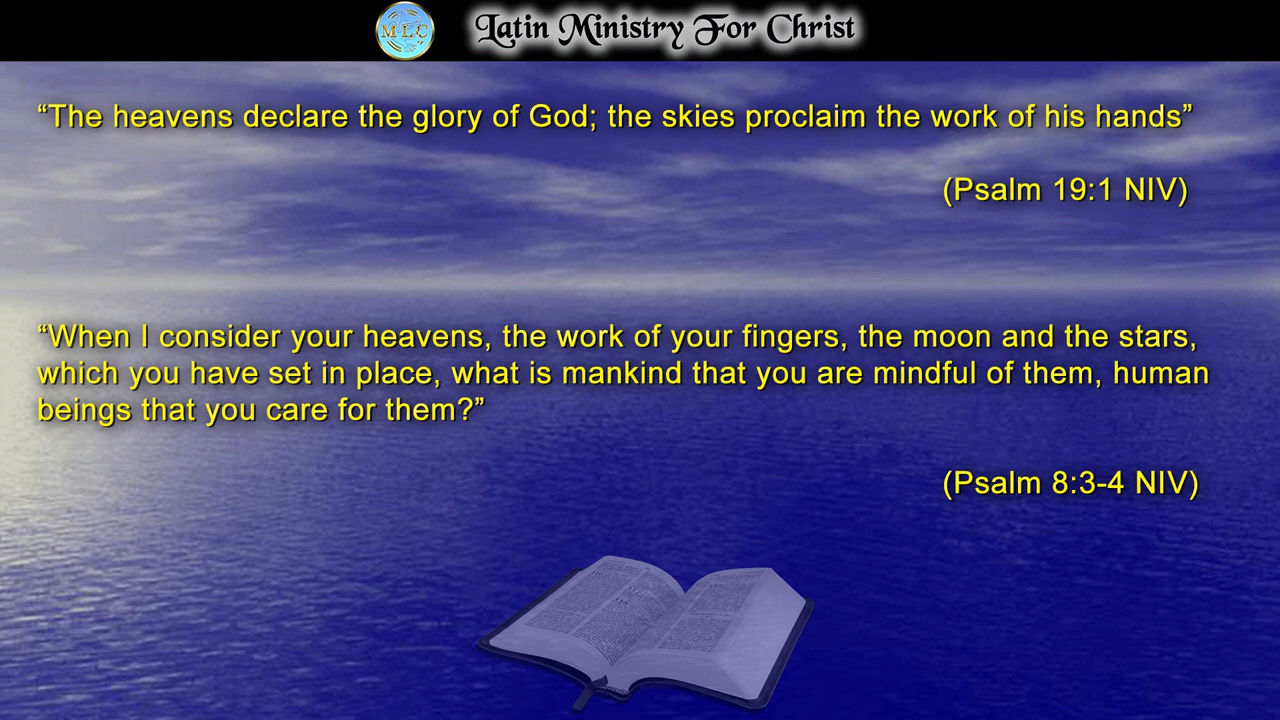 MLC
Latin Ministry For Christ
“The heavens declare the glory of God; the skies proclaim the work of his hands”
(Psalm 19:1 NIV)
“When I consider your heavens, the work of your fingers, the moon and the stars,
which you have set in place, what is mankind that you are mindful of them, human
beings that you care for them?”
(Psalm 8:3-4 NIV)